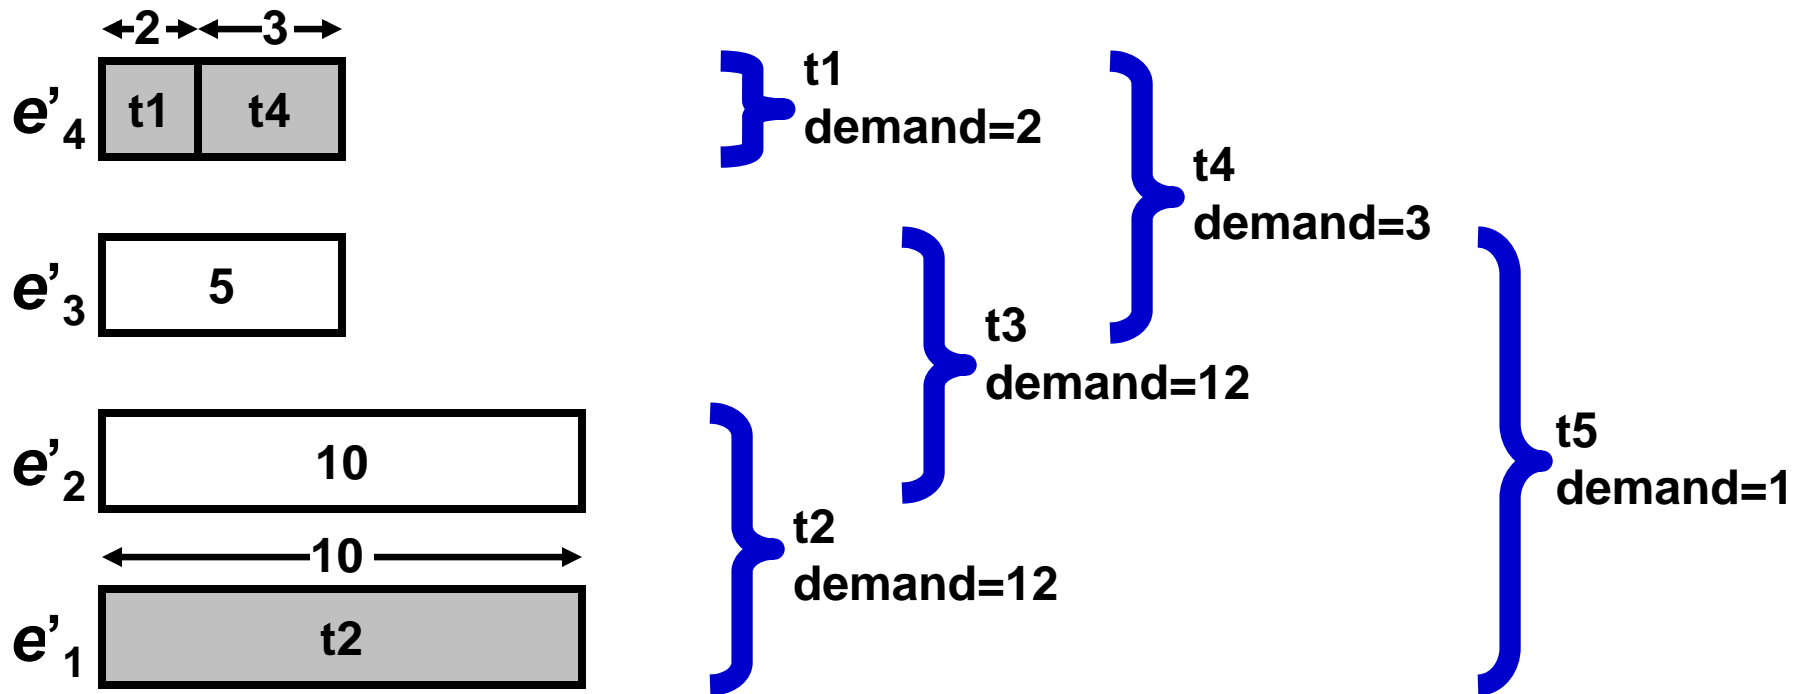 2 3
e’4 t1 t4
t1
demand=2
t4
demand=3
e’3 5
t3
demand=12
e’2 10
t5
demand=1
10
t2
demand=12
e’1 t2